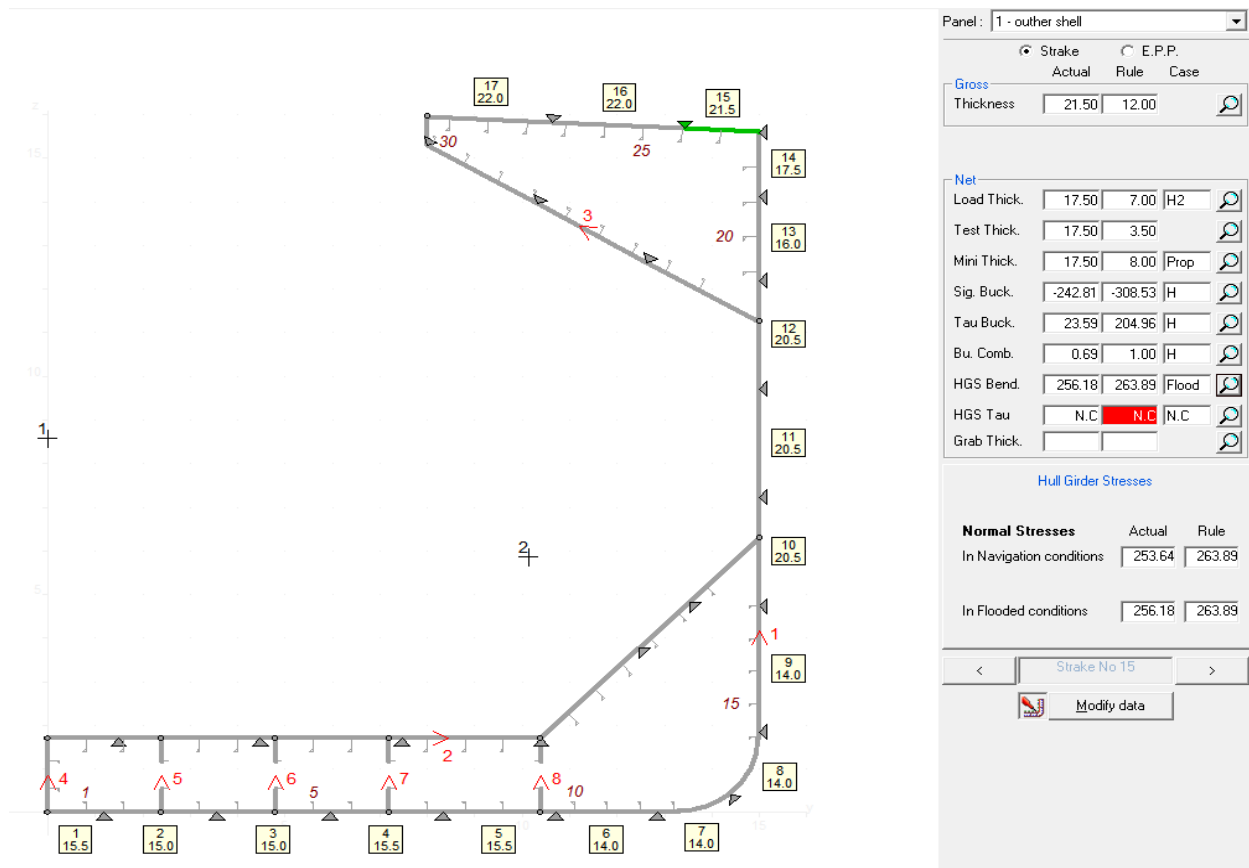 Panel : 1 - outher shell
Strake E.P.P.
Actual Rule Case
Gross
Thickness 21.50 12.00
Net
Load Thick. 17.50 7.00 H2
Test Thick. 17.50 3.50
Mini Thick. 17.50 8.00 Prop
Sig. Buck. -242.81 -308.53 H
Tau Buck. 23.59 204.96 H
Bu. Comb. 0.69 1.00 H
HGS Bend. 256.18 263.89 Flood
HGS Tau N.C N.C N.C
Grab Thick.
Hull Girder Stresses
Normal Stresses Actual Rule
In Navigation conditions 253.64 263.89
In Flooded conditions 256.18 263.89
< Strake No 15 >
Modify data
17
22.0
16
22.0
15
21.5
z
15
30
25
14
17.5
3
20
13
16.0
12
20.5
10
1
11
20.5
2
10
20.5
5
1
9
14.0
15
2
8
14.0
4
1
5
6
5
7
8
10
10
15
1
15.5
2
15.0
3
15.0
4
15.5
5
15.5
6
14.0
7
14.0